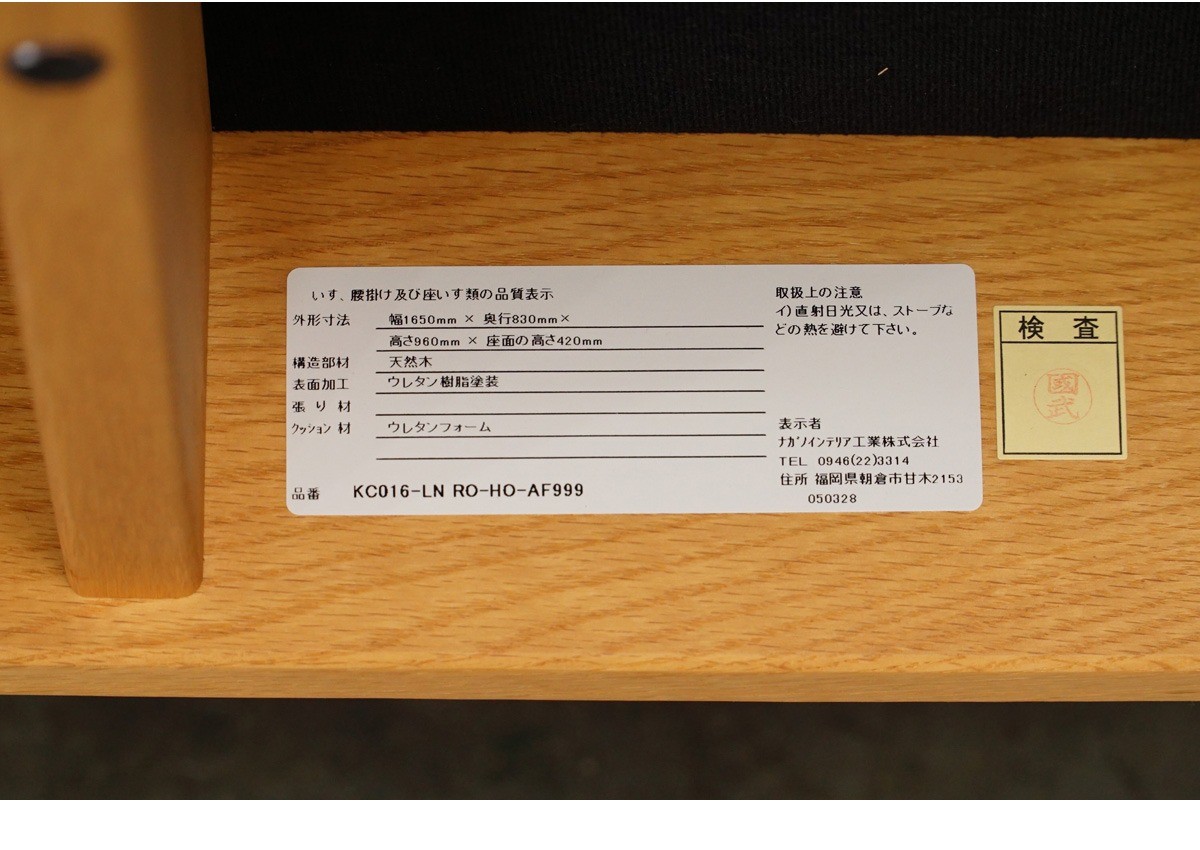 いす、腰掛け及び座いす類の品質表示
外形寸法 幅1650mm × 奥行830mm×
高さ960mm × 座面の高さ420mm
構造部材 天然木
表面加工 ウレタン樹脂塗装
張り材
ｸｯｼｮﾝ材 ウレタンフォーム
品番 KC016-LN RO-HO-AF999
取扱上の注意
イ)直射日光又は、ストーブな
どの熱を避けて下さい。
表示者
ﾅｶﾞﾉインテリア工業株式会社
TEL 0946(22)3314
住所 福岡県朝倉市甘木2153
050328
検査
國武